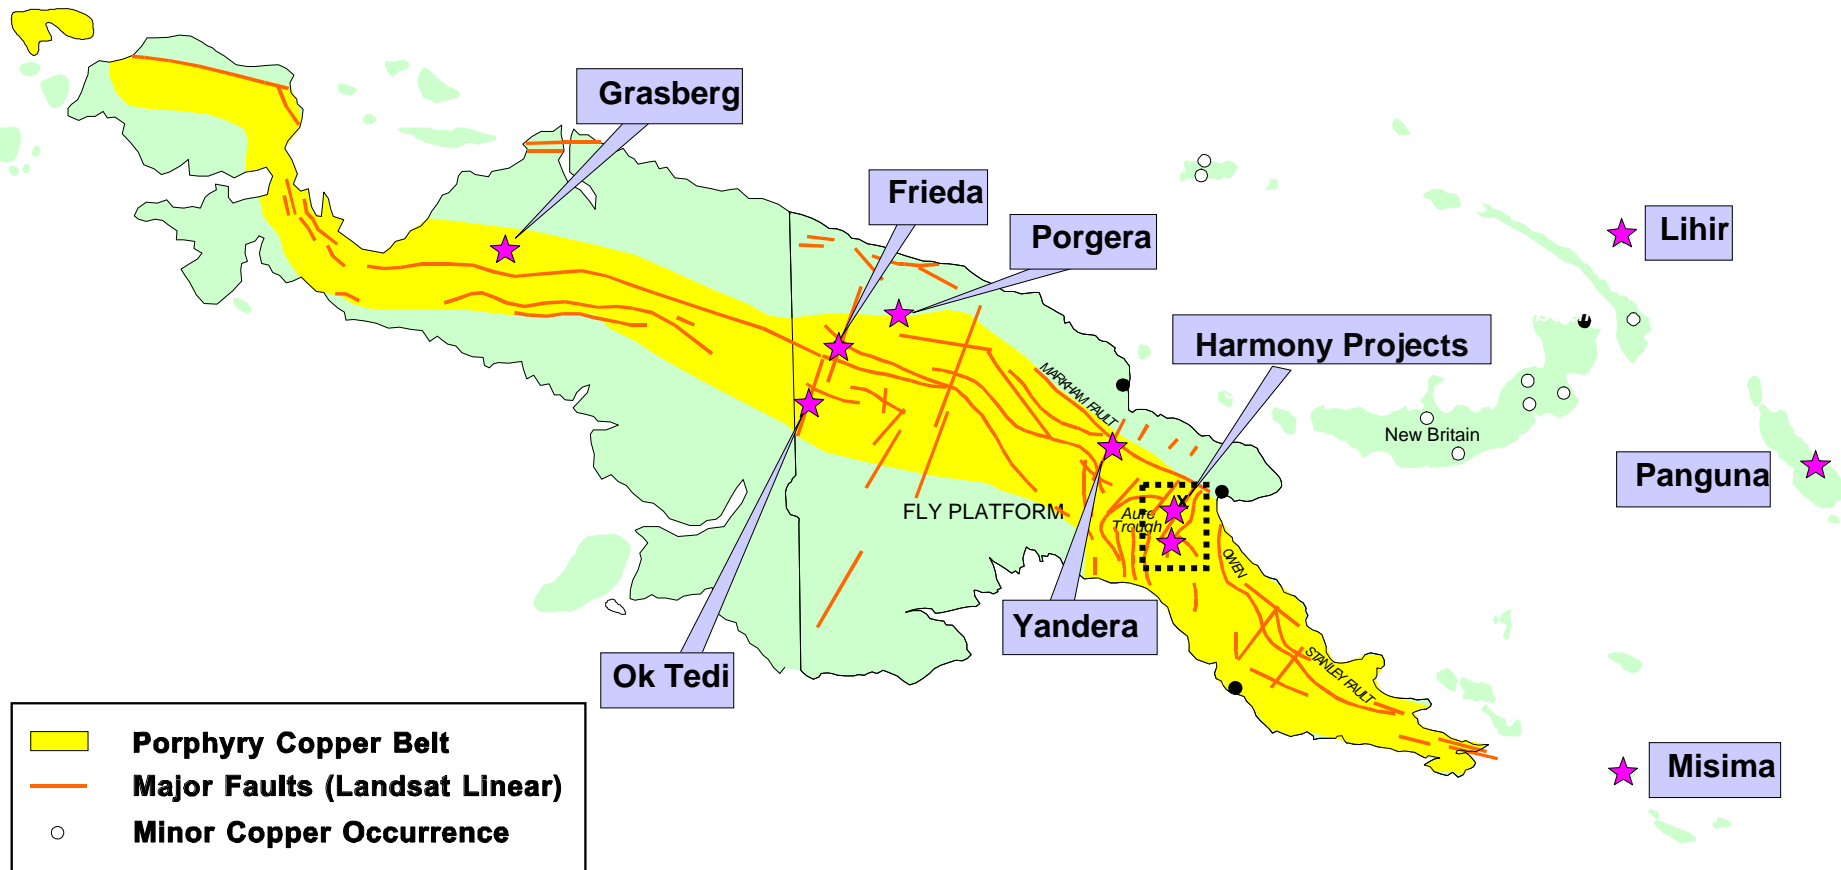 Grasberg
Frieda
Porgera
Lihir
Harmony Projects
MARKHAM FAULT
New Britain
Panguna
X
FLY PLATFORM
Aure
Trough
OWEN
Yandera
STANLEY FAULT
Ok Tedi
Misima
Porphyry Copper Belt
Major Faults (Landsat Linear)
Minor Copper Occurrence